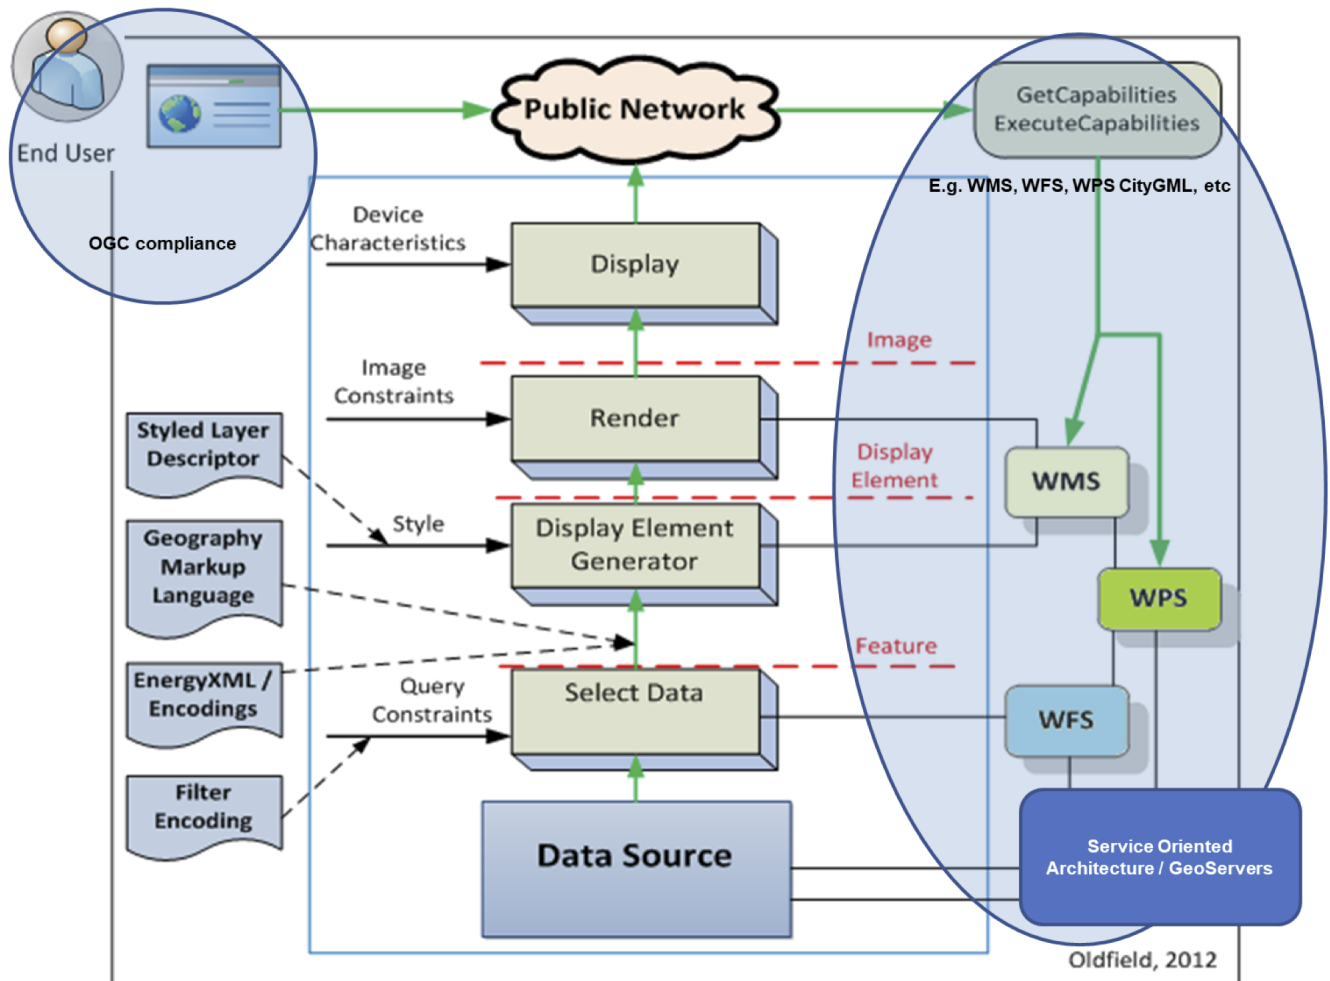 End User
OGC compliance
Public Network
GetCapabilities
ExecuteCapabilities
E.g. WMS, WFS, WPS CityGML, etc
Device
Characteristics
Display
Image
Image
Constraints
Render
Styled Layer
Descriptor
Display
Element
WMS
Style
Display Element
Generator
Geography
Markup
Language
WPS
Feature
EnergyXML /
Encodings
Query
Constraints
Select Data
WFS
Filter
Encoding
Data Source
Service Oriented
Architecture / GeoServers
Oldfield, 2012